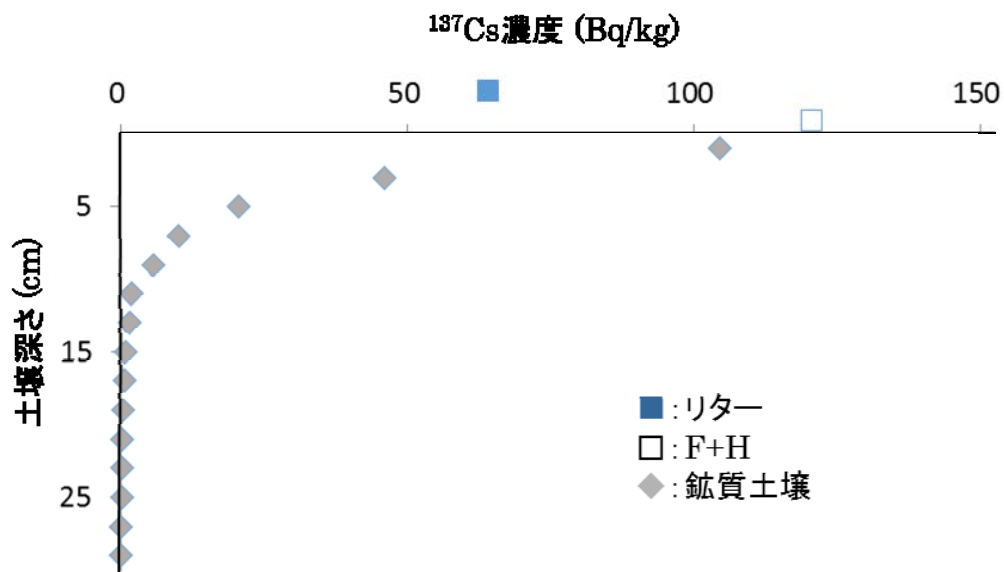 ¹³⁷Cs濃度 (Bq/kg)
0 50 100 150
5
15
25
土壌深さ (cm)
■ : リター
□ : F+H
◆ : 鉱質土壌